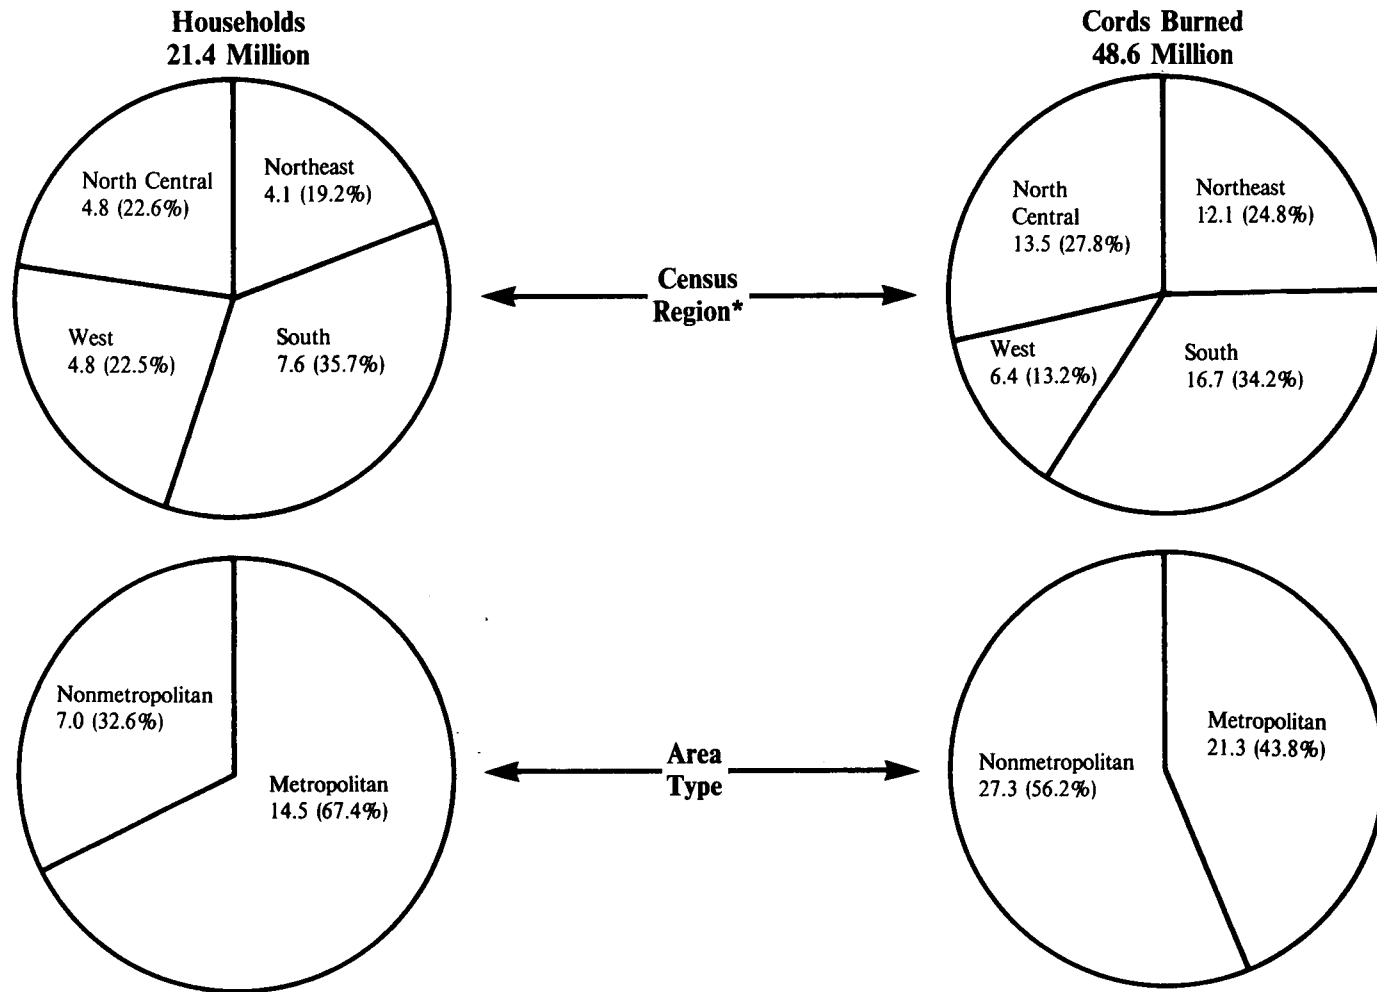 Households
21.4 Million
North Central
4.8 (22.6%)
Northeast
4.1 (19.2%)
West
4.8 (22.5%)
South
7.6 (35.7%)
Census
Region*
Cords Burned
48.6 Million
North
Central
13.5 (27.8%)
Northeast
12.1 (24.8%)
West
6.4 (13.2%)
South
16.7 (34.2%)
Nonmetropolitan
7.0 (32.6%)
Metropolitan
14.5 (67.4%)
Area
Type
Nonmetropolitan
27.3 (56.2%)
Metropolitan
21.3 (43.8%)